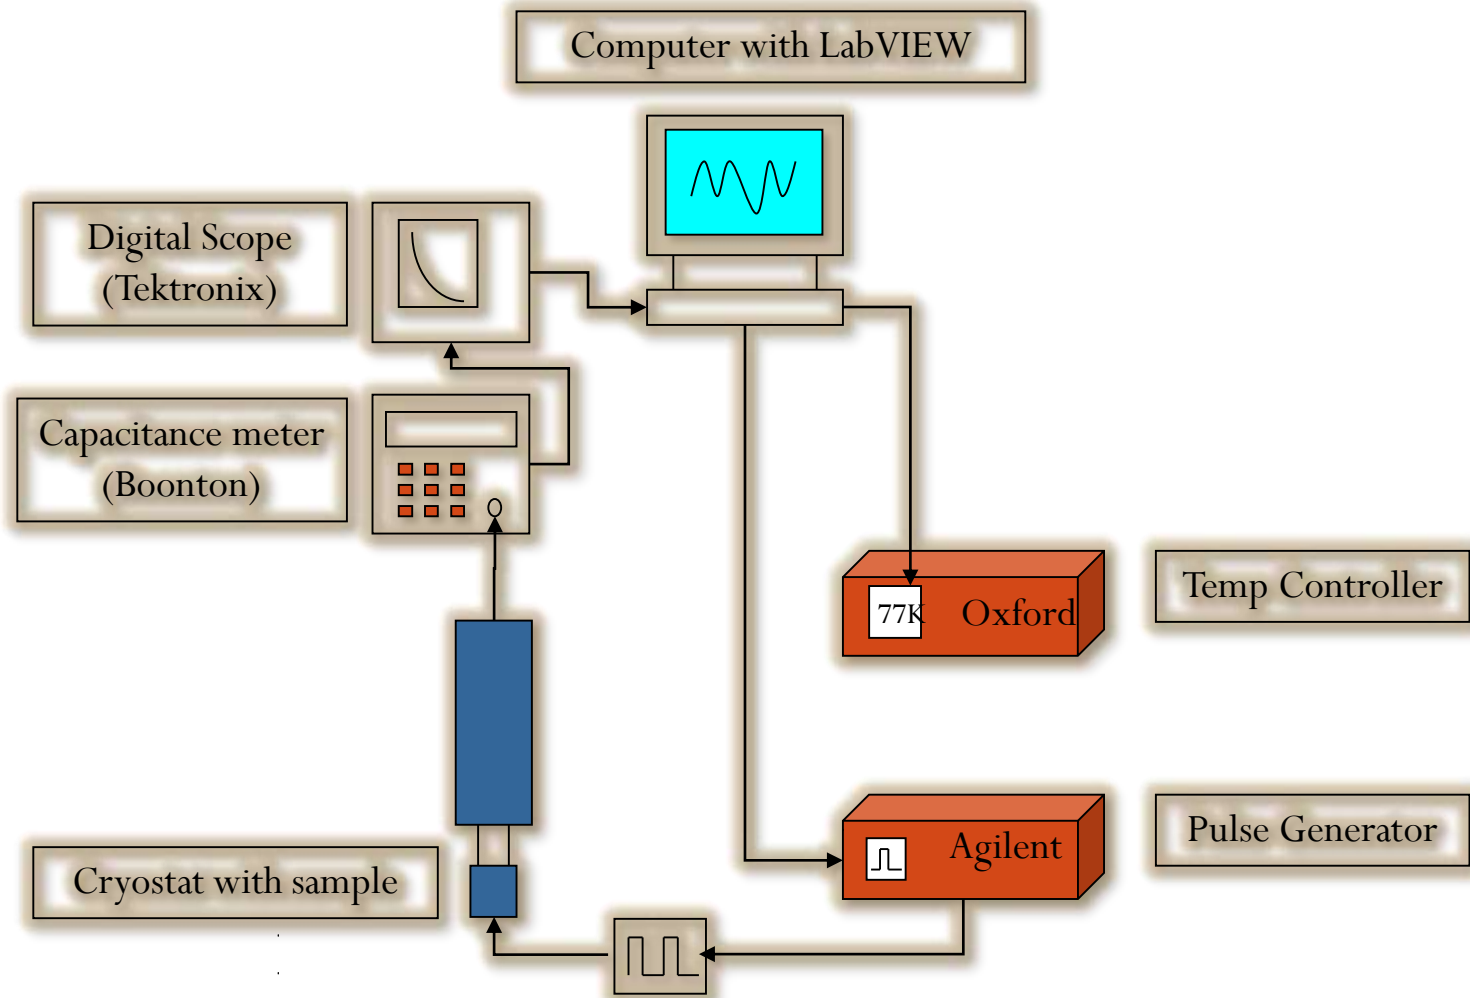 Computer with LabVIEW
Digital Scope
(Tektronix)
Capacitance meter
(Boonton)
77K
Oxford
Temp Controller
Agilent
Pulse Generator
Cryostat with sample